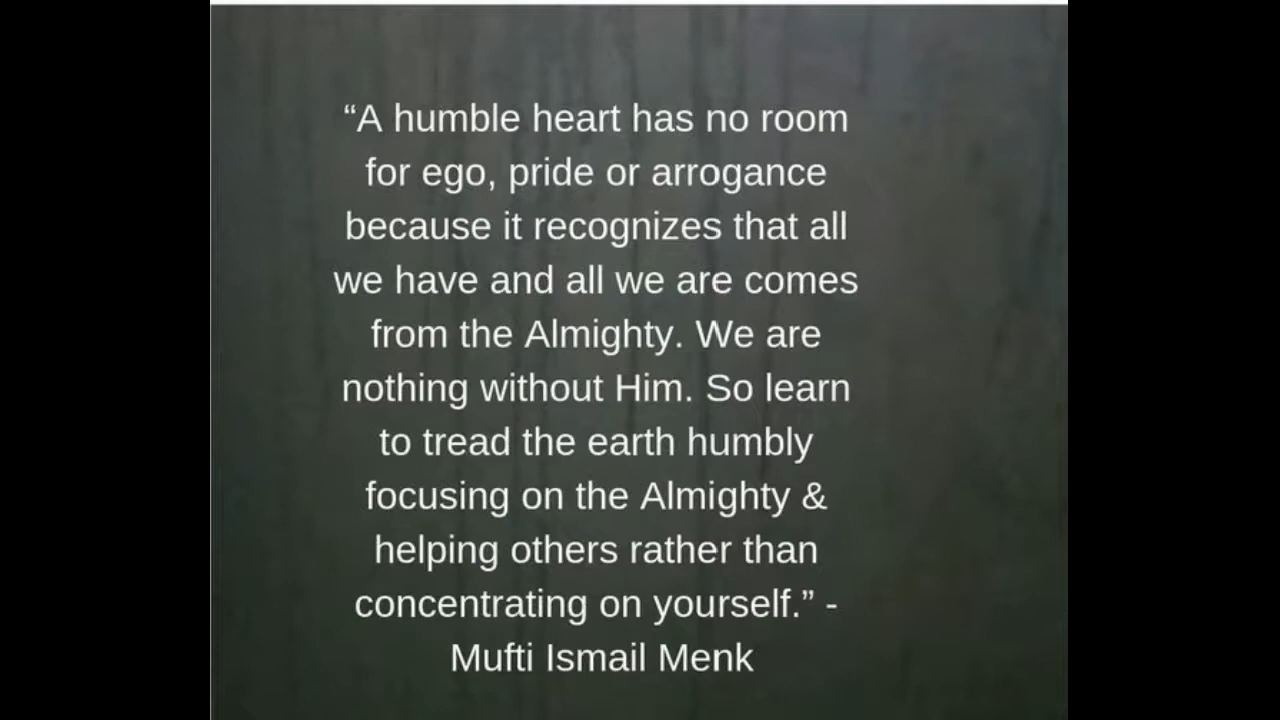 “A humble heart has no room
for ego, pride or arrogance
because it recognizes that all
we have and all we are comes
from the Almighty. We are
nothing without Him. So learn
to tread the earth humbly
focusing on the Almighty &
helping others rather than
concentrating on yourself.” -
Mufti Ismail Menk